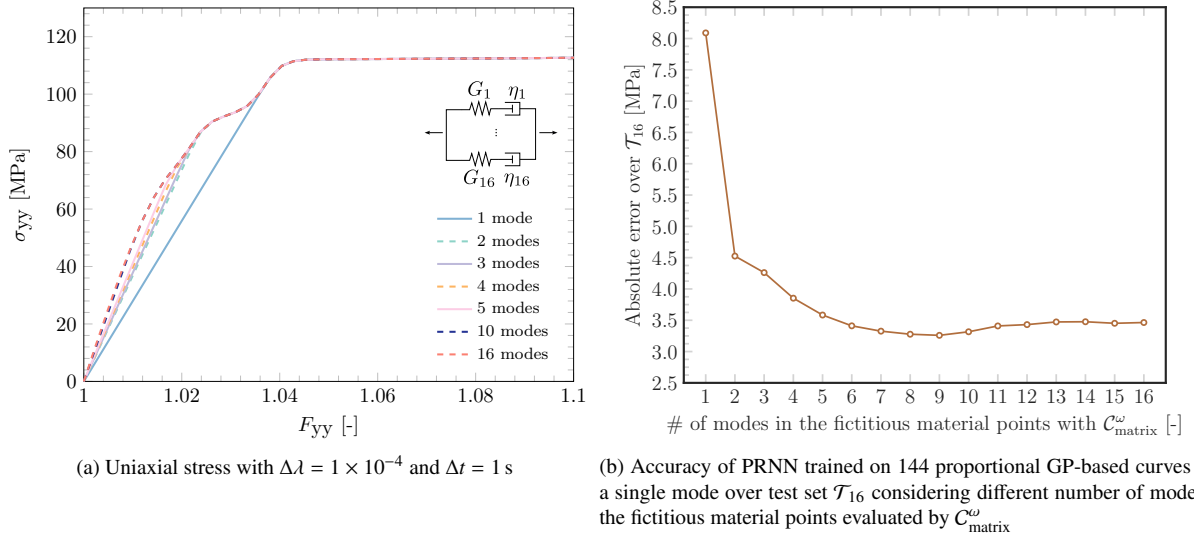 120
100
80
60
40
20
0
σyy [MPa]
1
1.02
1.04
1.06
1.08
1.1
Fyy [-]
G1
η1
...
G16
η16
1 mode
2 modes
3 modes
4 modes
5 modes
10 modes
16 modes
(a) Uniaxial stress with Δλ = 1 × 10⁻⁴ and Δt = 1 s
8.5
8.0
7.5
7.0
6.5
6.0
5.5
5.0
4.5
4.0
3.5
3.0
2.5
Absolute error over 𝒯16 [MPa]
1 2 3 4 5 6 7 8 9 10 11 12 13 14 15 16
# of modes in the fictitious material points with 𝒞^ω_matrix [-]
(b) Accuracy of PRNN trained on 144 proportional GP-based curves
a single mode over test set 𝒯16 considering different number of mode
the fictitious material points evaluated by 𝒞^ω_matrix